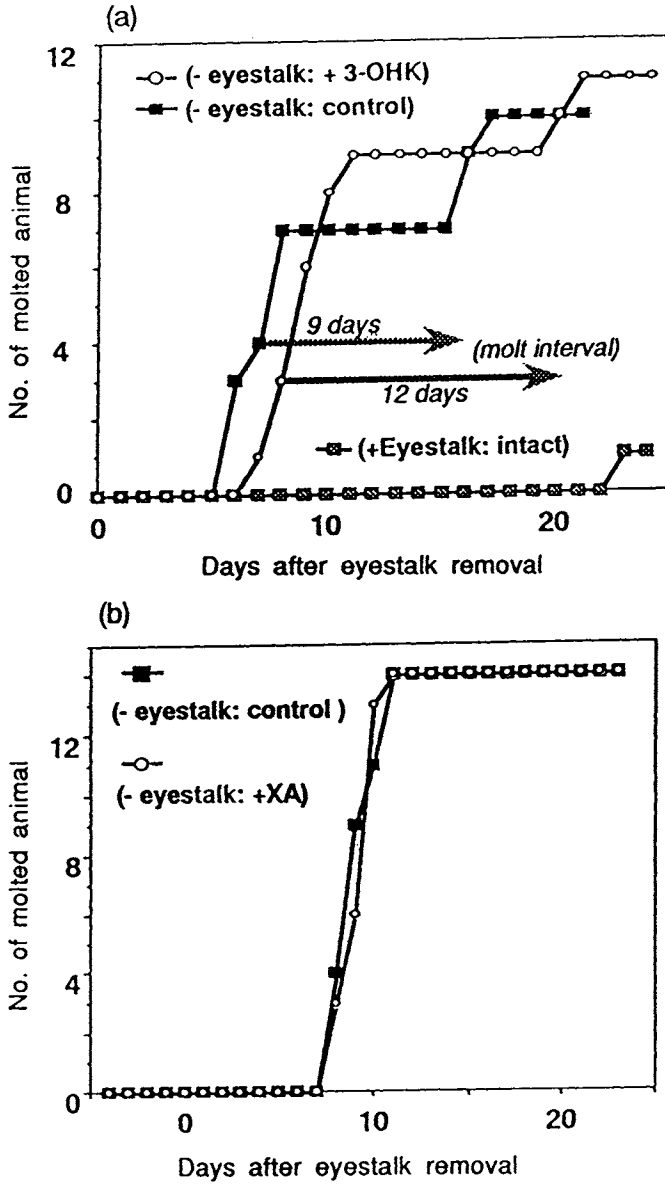 (a)
12
8
4
0
No. of molted animal
(- eyestalk: + 3-OHK)
(- eyestalk: control)
9 days
(molt interval)
12 days
(+Eyestalk: intact)
0
10
20
Days after eyestalk removal
(b)
12
8
4
0
No. of molted animal
(- eyestalk: control )
(- eyestalk: +XA)
0
10
20
Days after eyestalk removal